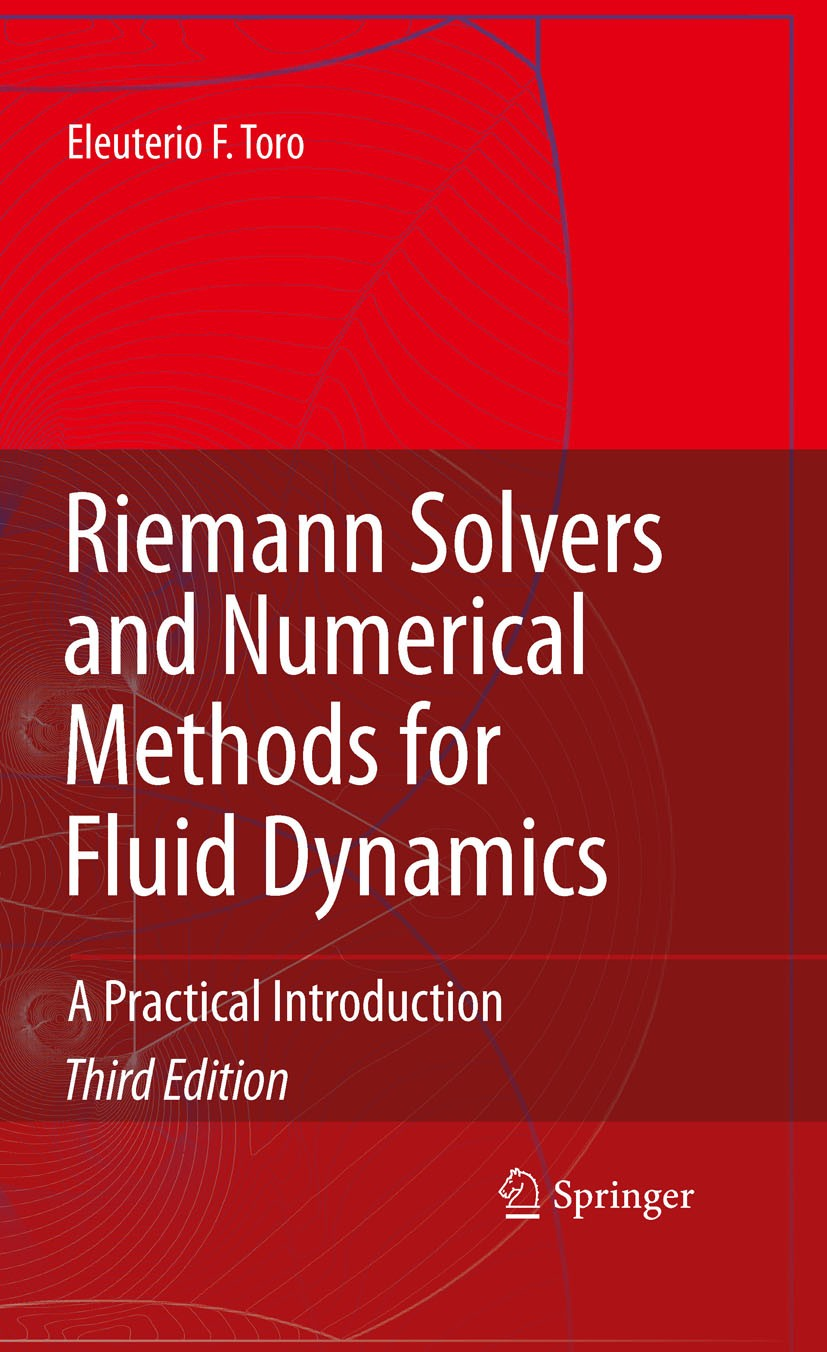 Eleuterio F. Toro
Riemann Solvers
and Numerical
Methods for
Fluid Dynamics
A Practical Introduction
Third Edition
Springer